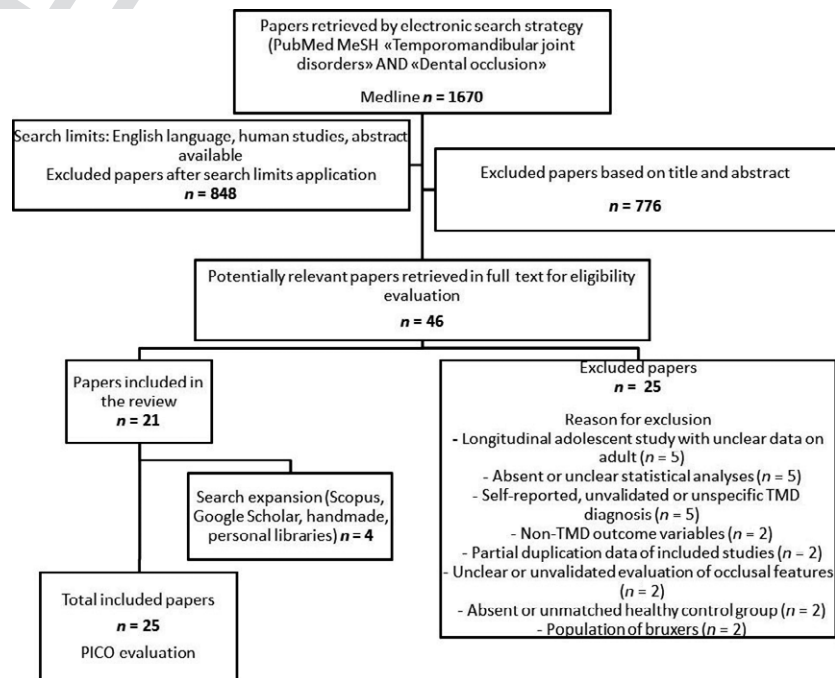 Papers retrieved by electronic search strategy
(PubMed MeSH «Temporomandibular joint
disorders» AND «Dental occlusion»
Medline n = 1670
Search limits: English language, human studies, abstract
available
Excluded papers after search limits application
n = 848
Excluded papers based on title and abstract
n = 776
Potentially relevant papers retrieved in full text for eligibility
evaluation
n = 46
Papers included in
the review
n = 21
Excluded papers
n = 25
Reason for exclusion
- Longitudinal adolescent study with unclear data on
adult (n = 5)
- Absent or unclear statistical analyses (n = 5)
- Self-reported, unvalidated or unspecific TMD
diagnosis (n = 5)
- Non-TMD outcome variables (n = 2)
- Partial duplication data of included studies (n = 2)
- Unclear or unvalidated evaluation of occlusal features
(n = 2)
- Absent or unmatched healthy control group (n = 2)
- Population of bruxers (n = 2)
Search expansion (Scopus,
Google Scholar, handmade,
personal libraries) n = 4
Total included papers
n = 25
PICO evaluation